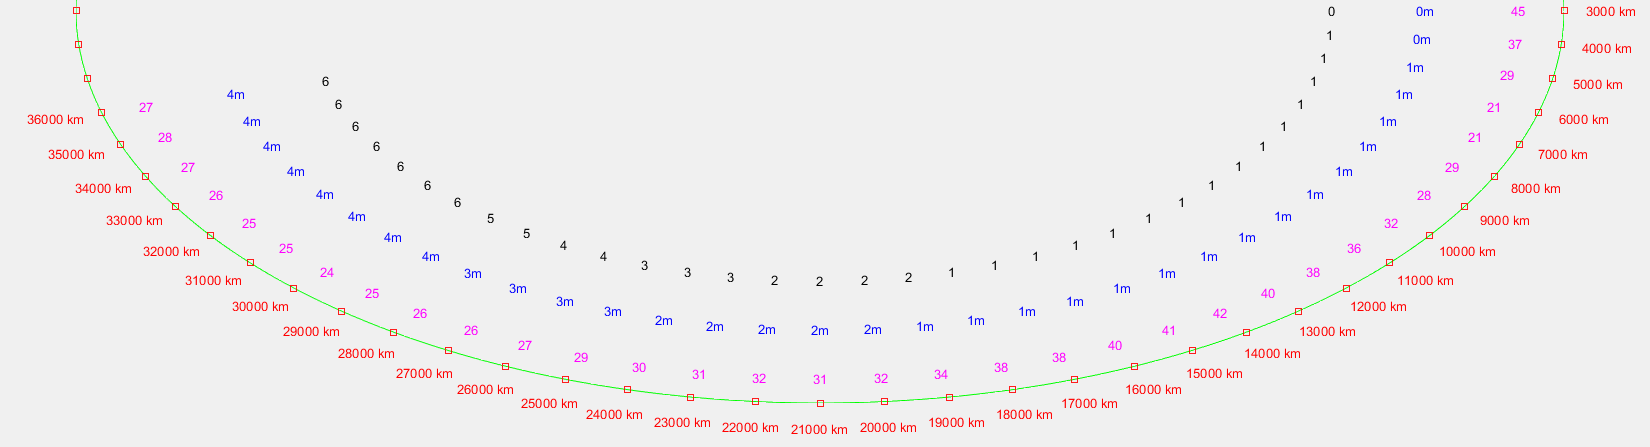 0 0m 45 3000 km
1 0m 37 4000 km
1 1m 29 5000 km
36000 km 27 4m 6 1 1m 21 6000 km
35000 km 28 4m 6 1 1m 21 7000 km
34000 km 27 4m 6 1 1m 29 8000 km
33000 km 26 4m 6 1 1m 28 9000 km
32000 km 25 4m 6 1 1m 32 10000 km
31000 km 25 4m 6 1 1m 36 11000 km
30000 km 24 4m 6 1 1m 38 12000 km
29000 km 25 4m 5 1 1m 40 13000 km
28000 km 26 3m 5 1 1m 42 14000 km
27000 km 26 3m 4 1 1m 41 15000 km
26000 km 27 3m 4 1 1m 40 16000 km
25000 km 29 3m 3 1 1m 38 17000 km
24000 km 30 2m 3 1 1m 38 18000 km
23000 km 31 2m 3 2 1m 34 19000 km
22000 km 32 2m 2 2 2m 32 20000 km
2 2m 31 21000 km